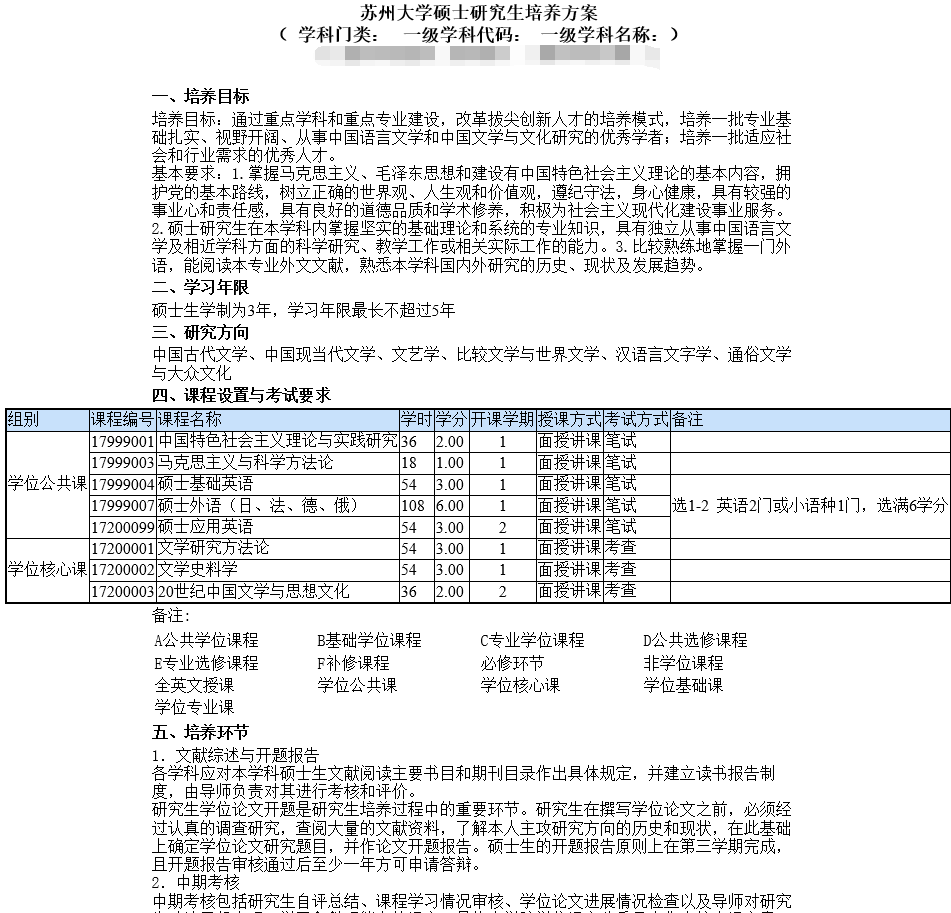 苏州大学硕士研究生培养方案
（ 学科门类： 一级学科代码： 一级学科名称：）
一、培养目标
培养目标：通过重点学科和重点专业建设，改革拔尖创新人才的培养模式，培养一批专业基
础扎实、视野开阔、从事中国语言文学和中国文学与文化研究的优秀学者；培养一批适应社
会和行业需求的优秀人才。
基本要求：1.掌握马克思主义、毛泽东思想和建设有中国特色社会主义理论的基本内容，拥
护党的基本路线，树立正确的世界观、人生观和价值观，遵纪守法，身心健康，具有较强的
事业心和责任感，具有良好的道德品质和学术修养，积极为社会主义现代化建设事业服务。
2.硕士研究生在本学科内掌握坚实的基础理论和系统的专业知识，具有独立从事中国语言文
学及相近学科方面的科学研究、教学工作或相关实际工作的能力。3.比较熟练地掌握一门外
语，能阅读本专业外文文献，熟悉本学科国内外研究的历史、现状及发展趋势。
二、学习年限
硕士生学制为3年，学习年限最长不超过5年
三、研究方向
中国古代文学、中国现当代文学、文艺学、比较文学与世界文学、汉语言文字学、通俗文学
与大众文化
四、课程设置与考试要求
组别 课程编号 课程名称 学时 学分 开课学期 授课方式 考试方式 备注
学位公共课 17999001 中国特色社会主义理论与实践研究 36 2.00 1 面授讲课 笔试
17999003 马克思主义与科学方法论 18 1.00 1 面授讲课 笔试
17999004 硕士基础英语 54 3.00 1 面授讲课 笔试
17999007 硕士外语（日、法、德、俄） 108 6.00 1 面授讲课 笔试 选1-2 英语2门或小语种1门，选满6学分
17200099 硕士应用英语 54 3.00 2 面授讲课 笔试
学位核心课 17200001 文学研究方法论 54 3.00 1 面授讲课 考查
17200002 文学史料学 54 3.00 1 面授讲课 考查
17200003 20世纪中国文学与思想文化 36 2.00 2 面授讲课 考查
备注:
A公共学位课程 B基础学位课程 C专业学位课程 D公共选修课程
E专业选修课程 F补修课程 必修环节 非学位课程
全英文授课 学位公共课 学位核心课 学位基础课
学位专业课
五、培养环节
1. 文献综述与开题报告
各学科应对本学科硕士生文献阅读主要书目和期刊目录作出具体规定，并建立读书报告制
度，由导师负责对其进行考核和评价。
研究生学位论文开题是研究生培养过程中的重要环节。研究生在撰写学位论文之前，必须经
过认真的调查研究，查阅大量的文献资料，了解本人主攻研究方向的历史和现状，在此基础
上确定学位论文研究题目，并作论文开题报告。硕士生的开题报告原则上在第三学期完成，
且开题报告审核通过后至少一年方可申请答辩。
2. 中期考核
中期考核包括研究生自评总结、课程学习情况审核、学位论文进展情况检查以及导师对研究